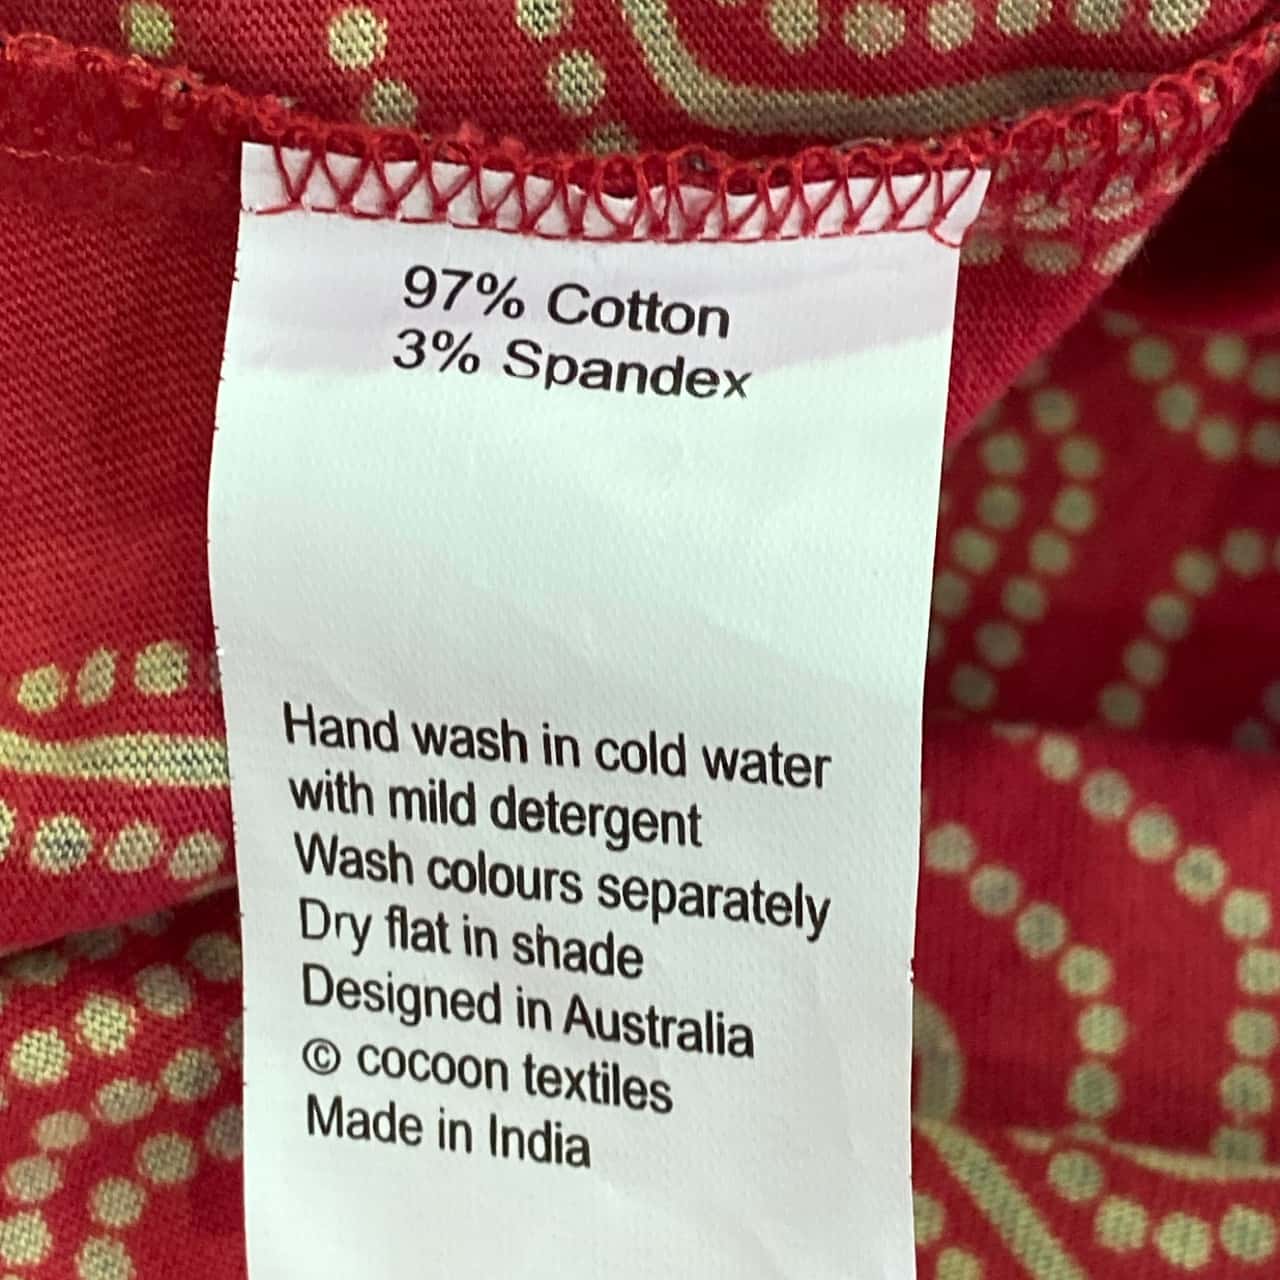 97% Cotton
3% Spandex
Hand wash in cold water
with mild detergent
Wash colours separately
Dry flat in shade
Designed in Australia
© cocoon textiles
Made in India